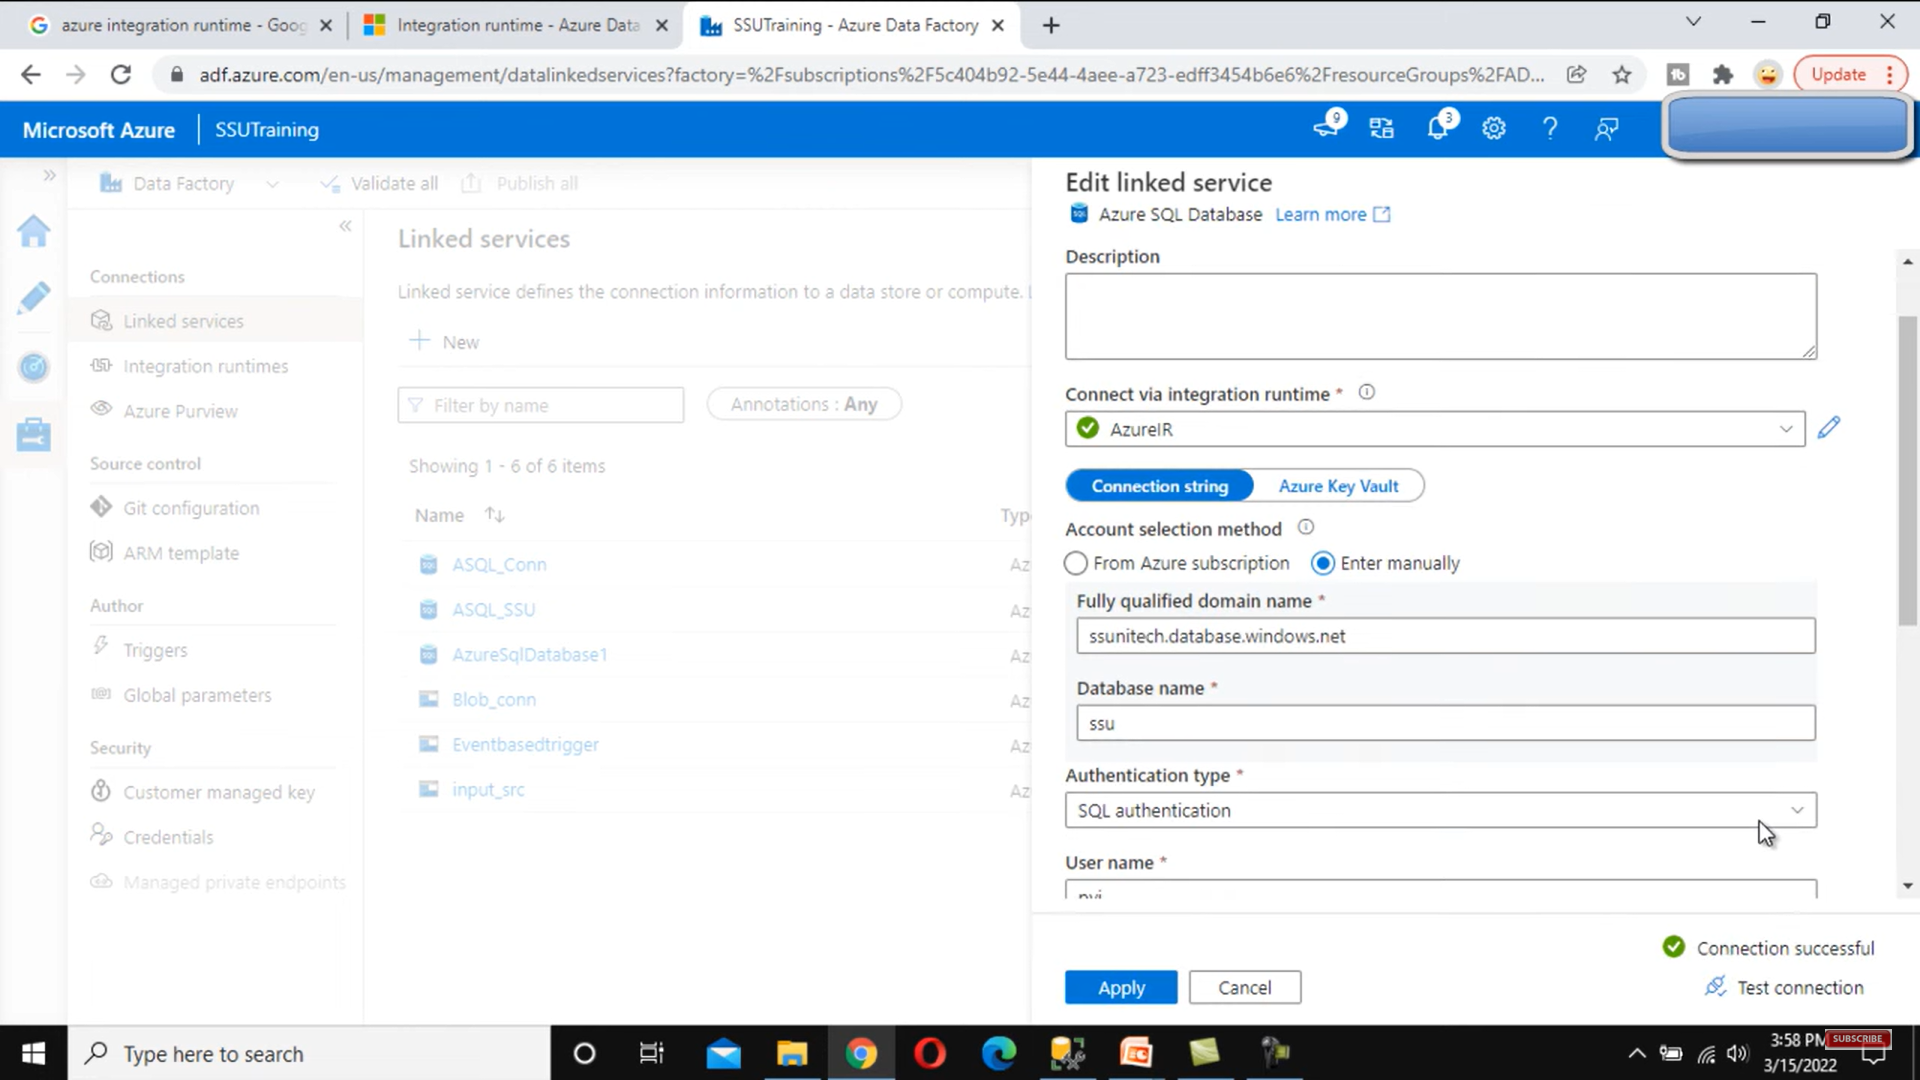 azure integration runtime - Goog
Integration runtime - Azure Data
SSUTraining - Azure Data Factory
adf.azure.com/en-us/management/datalinkedservices?factory=%2Fsubscriptions%2F5c404b92-5e44-4aee-a723-edff3454b6e6%2FresourceGroups%2FAD...
Update
Microsoft Azure
SSUTraining
9
3
Data Factory
Validate all
Publish all
Connections
Linked services
Integration runtimes
Azure Purview
Source control
Git configuration
ARM template
Author
Triggers
Global parameters
Security
Customer managed key
Credentials
Managed private endpoints
Linked services
Linked service defines the connection information to a data store or compute.
New
Filter by name
Annotations : Any
Showing 1 - 6 of 6 items
Name
Typ
ASQL_Conn
Az
ASQL_SSU
Az
AzureSqlDatabase1
Az
Blob_conn
Az
Eventbasedtrigger
Az
input_src
Az
Edit linked service
Azure SQL Database Learn more
Description
Connect via integration runtime *
AzureIR
Connection string
Azure Key Vault
Account selection method
From Azure subscription
Enter manually
Fully qualified domain name *
ssunitech.database.windows.net
Database name *
ssu
Authentication type *
SQL authentication
User name *
Connection successful
Apply
Cancel
Test connection
Type here to search
3:58 PM
SUBSCRIBE
3/15/2022